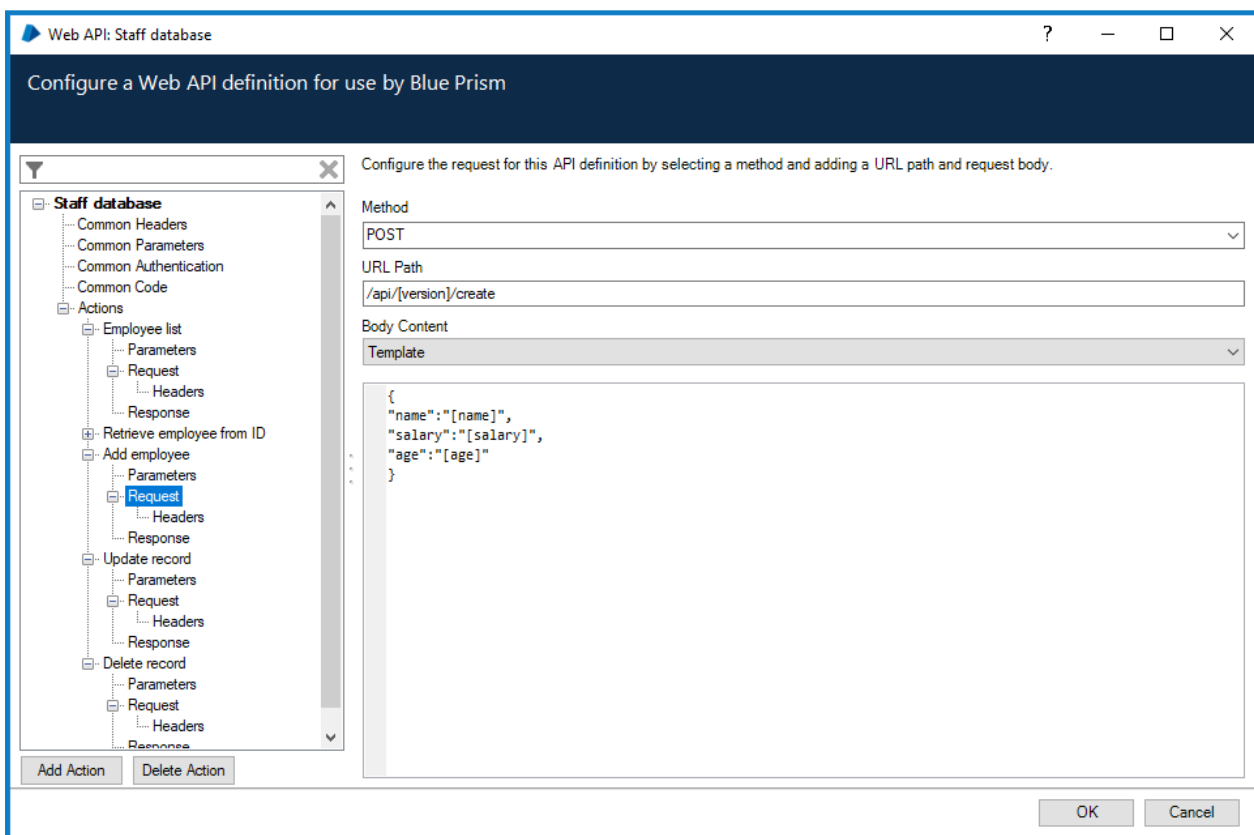 Web API: Staff database
?
Configure a Web API definition for use by Blue Prism
Staff database
Common Headers
Common Parameters
Common Authentication
Common Code
Actions
Employee list
Parameters
Request
Headers
Response
Retrieve employee from ID
Add employee
Parameters
Request
Headers
Response
Update record
Parameters
Request
Headers
Response
Delete record
Parameters
Request
Headers
Response
Add Action
Delete Action
Configure the request for this API definition by selecting a method and adding a URL path and request body.
Method
POST
URL Path
/api/[version]/create
Body Content
Template
{
"name":"[name]",
"salary":"[salary]",
"age":"[age]"
}
OK
Cancel